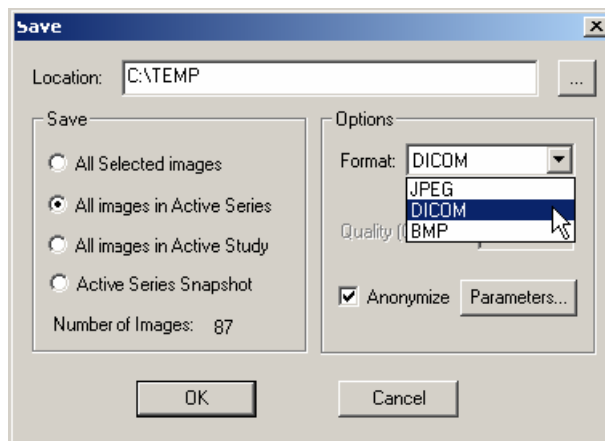 Save
Location: C:\TEMP ...
Save
All Selected images
All images in Active Series
All images in Active Study
Active Series Snapshot
Number of Images: 87
Options
Format: DICOM
JPEG
DICOM
BMP
Quality
Anonymize Parameters...
OK Cancel